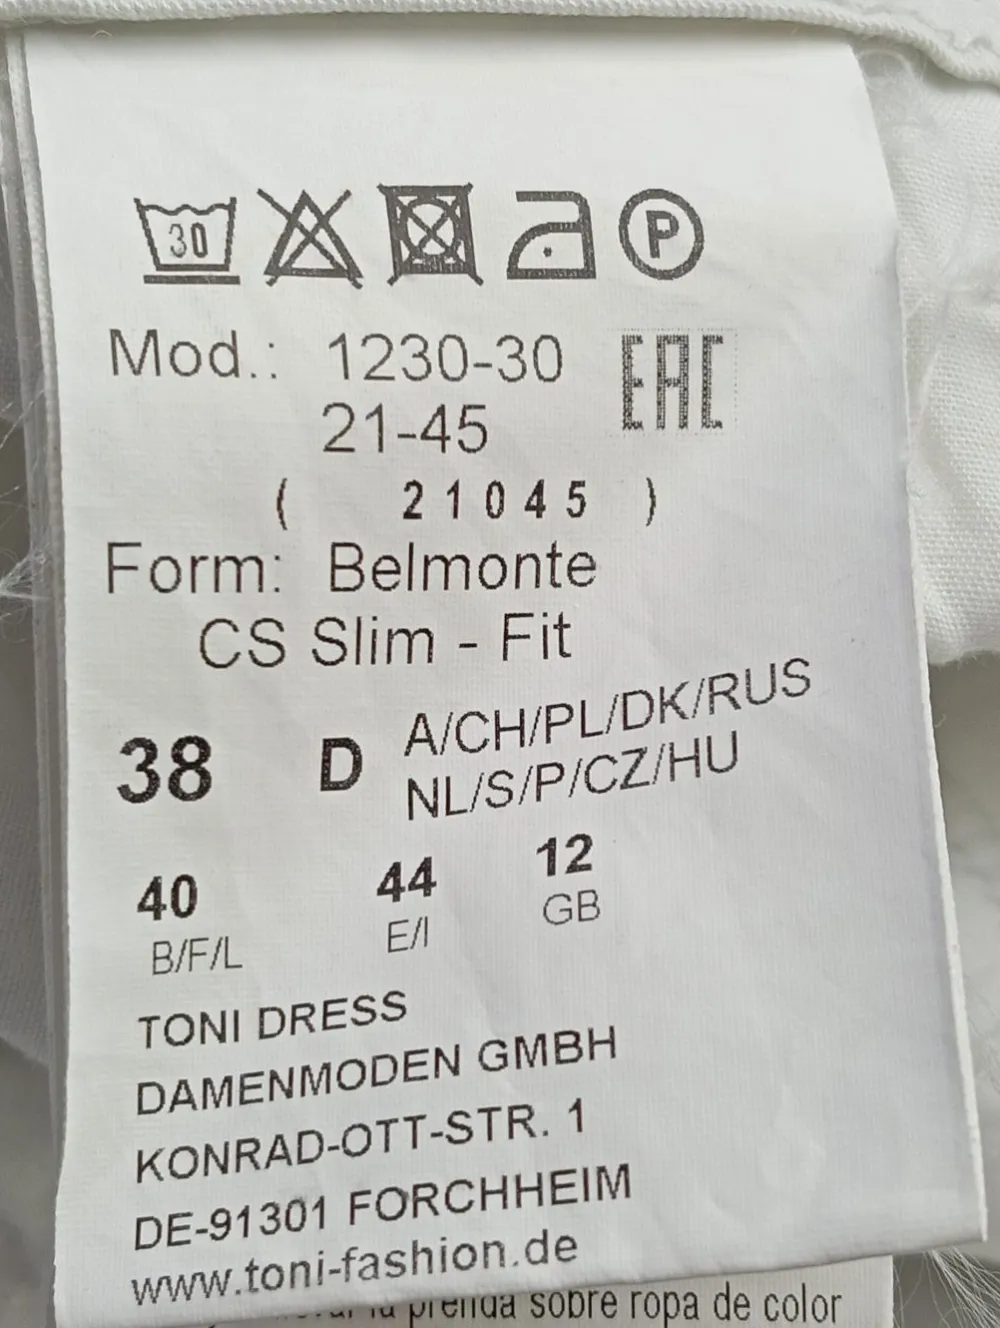 30
P
Mod.: 1230-30
EAC
21-45
( 21045 )
Form: Belmonte
CS Slim - Fit
38 D A/CH/PL/DK/RUS
NL/S/P/CZ/HU
40 44 12
B/F/L E/I GB
TONI DRESS
DAMENMODEN GMBH
KONRAD-OTT-STR. 1
DE-91301 FORCHHEIM
www.toni-fashion.de
la prenda sobre ropa de color